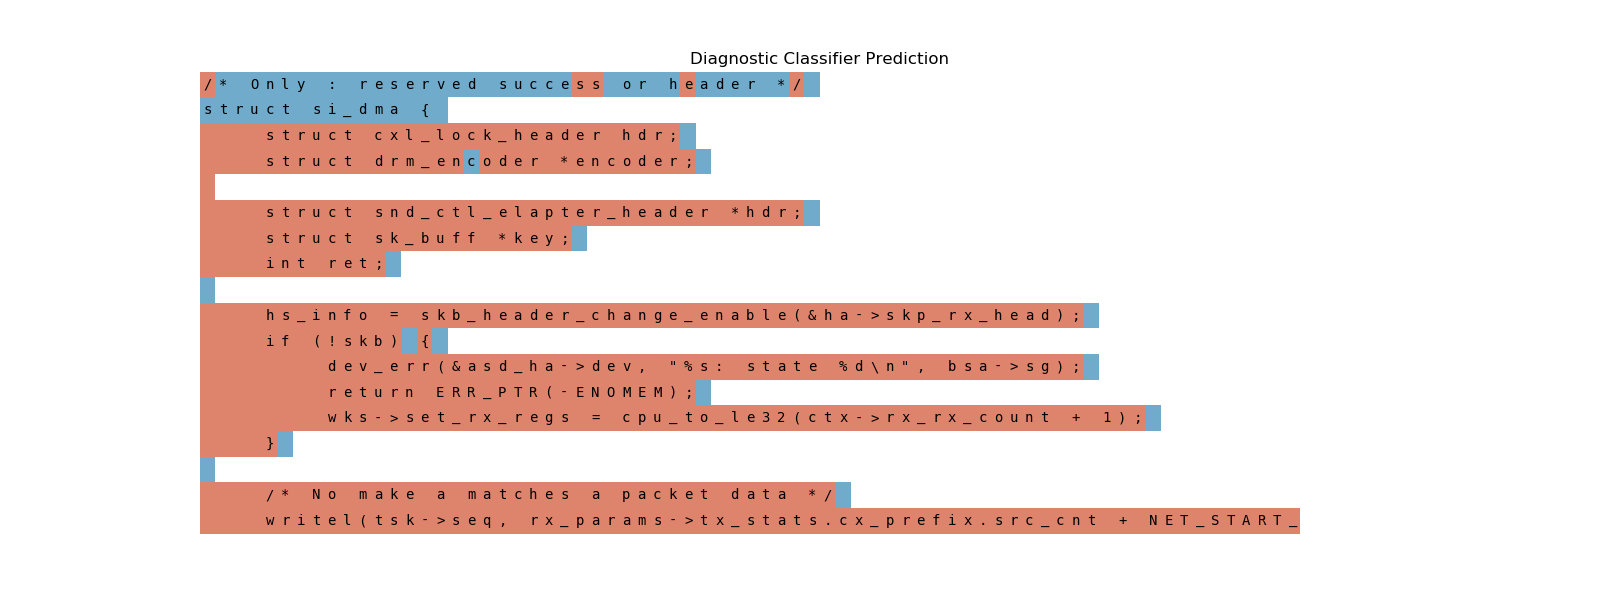 Diagnostic Classifier Prediction
/* Only : reserved success or header */
struct si_dma {
    struct cxl_lock_header hdr;
    struct drm_encoder *encoder;
    struct snd_ctl_elapter_header *hdr;
    struct sk_buff *key;
    int ret;
    hs_info = skb_header_change_enable(&ha->skp_rx_head);
    if (!skb) {
        dev_err(&asd_ha->dev, "%s: state %d\n", bsa->sg);
        return ERR_PTR(-ENOMEM);
        wks->set_rx_regs = cpu_to_le32(ctx->rx_rx_count + 1);
    }
    /* No make a matches a packet data */
    writel(tsk->seq, rx_params->tx_stats.cx_prefix.src_cnt + NET_START_